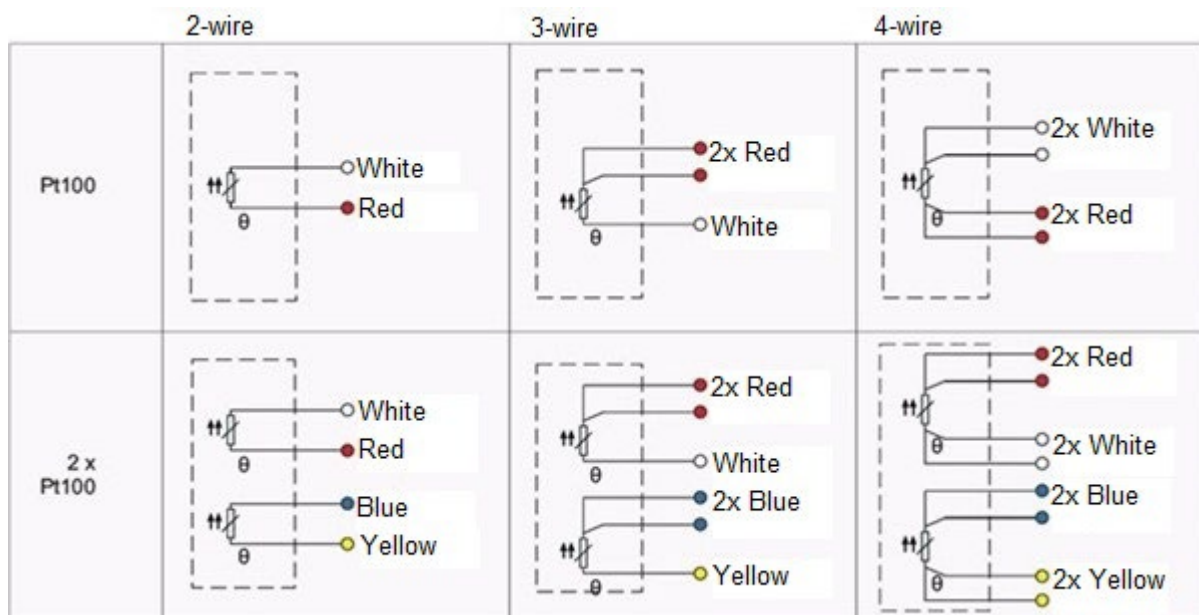 2-wire
3-wire
4-wire
Pt100
White
Red
θ
2x Red
White
θ
2x White
2x Red
θ
2 x
Pt100
White
Red
θ
Blue
Yellow
θ
2x Red
White
θ
2x Blue
Yellow
θ
2x Red
2x White
θ
2x Blue
2x Yellow
θ